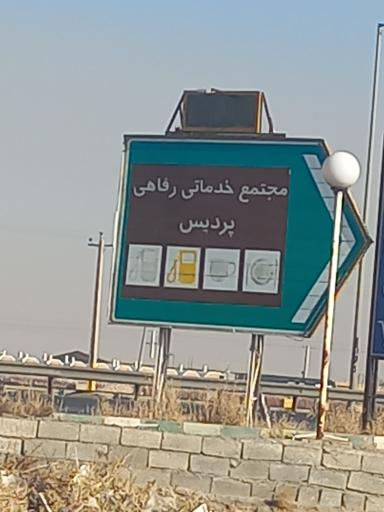 مجتمع خدماتی رفاهی
پردیس